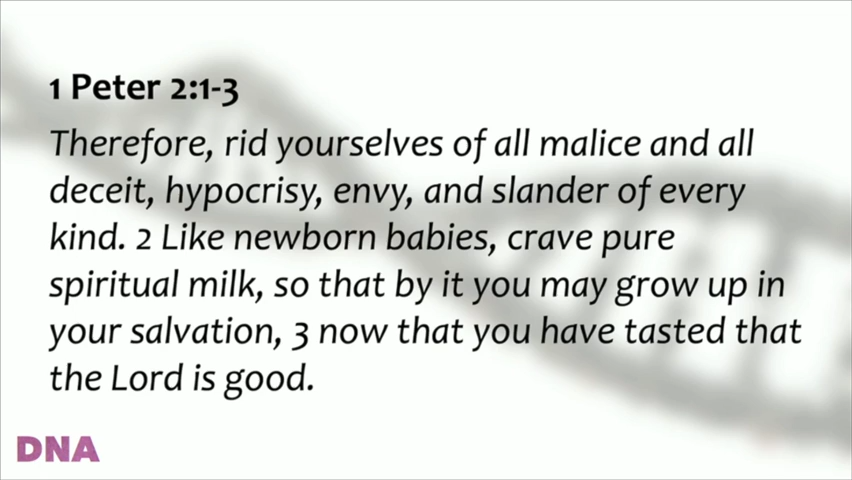 1 Peter 2:1-3
Therefore, rid yourselves of all malice and all
deceit, hypocrisy, envy, and slander of every
kind. 2 Like newborn babies, crave pure
spiritual milk, so that by it you may grow up in
your salvation, 3 now that you have tasted that
the Lord is good.
DNA